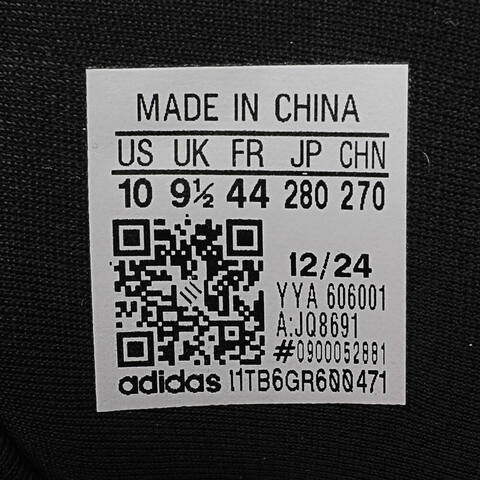 MADE IN CHINA
US UK FR JP CHN
10 9½ 44 280 270
12/24
YYA 606001
A:JQ8691
#0900052881
adidas 11TB6GR600471